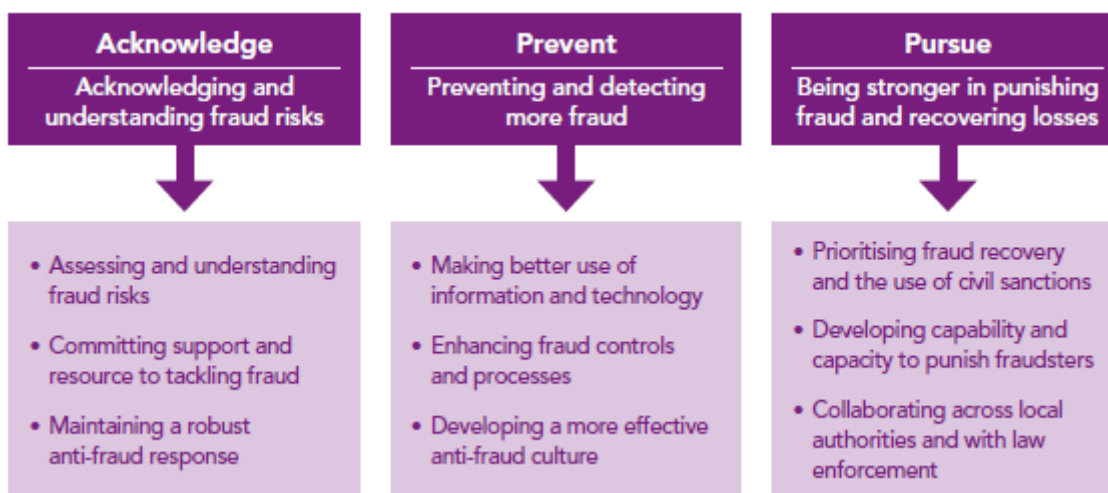 Acknowledge
Acknowledging and
understanding fraud risks
• Assessing and understanding
fraud risks
• Committing support and
resource to tackling fraud
• Maintaining a robust
anti-fraud response
Prevent
Preventing and detecting
more fraud
• Making better use of
information and technology
• Enhancing fraud controls
and processes
• Developing a more effective
anti-fraud culture
Pursue
Being stronger in punishing
fraud and recovering losses
• Prioritising fraud recovery
and the use of civil sanctions
• Developing capability and
capacity to punish fraudsters
• Collaborating across local
authorities and with law
enforcement